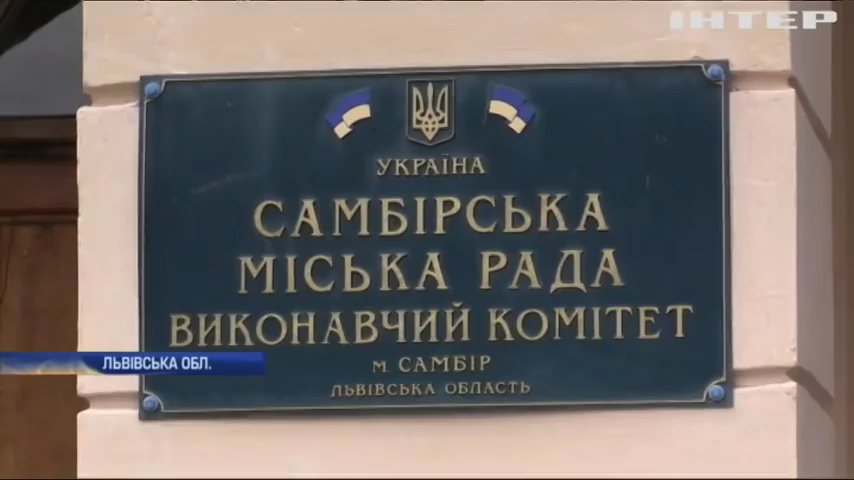 ІНТЕР
УКРАЇНА
САМБІРСЬКА
МІСЬКА РАДА
ВИКОНАВЧИЙ КОМІТЕТ
м. САМБІР
ЛЬВІВСЬКА ОБЛАСТЬ
ЛЬВІВСЬКА ОБЛ.